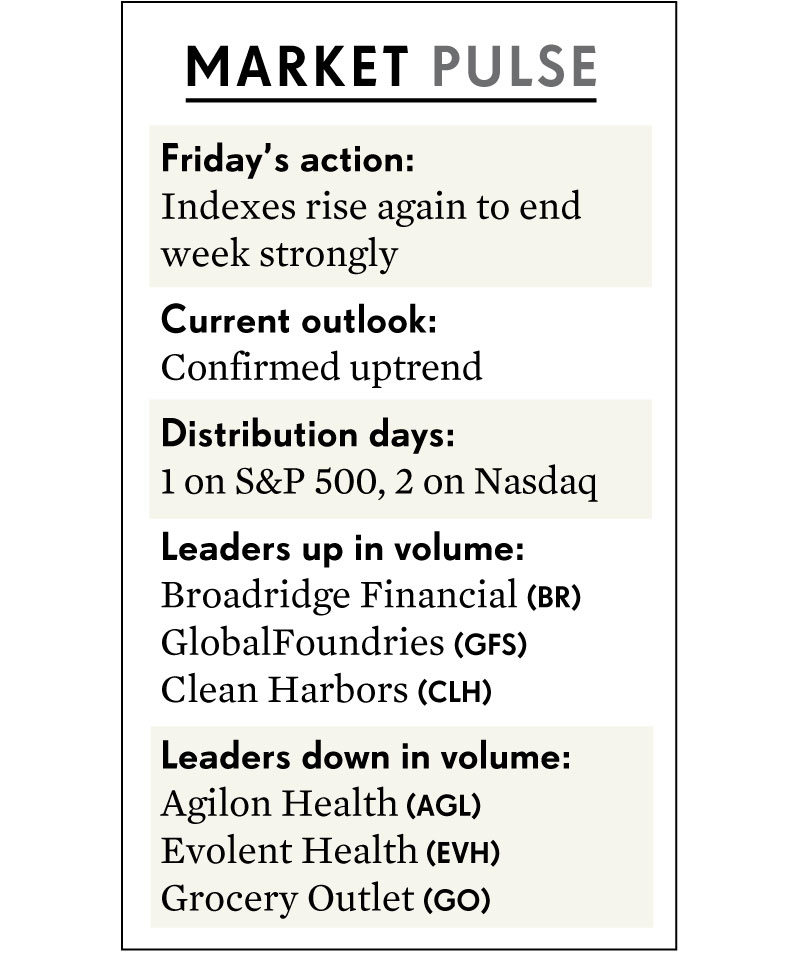 MARKET PULSE
Friday’s action:
Indexes rise again to end
week strongly
Current outlook:
Confirmed uptrend
Distribution days:
1 on S&P 500, 2 on Nasdaq
Leaders up in volume:
Broadridge Financial (BR)
GlobalFoundries (GFS)
Clean Harbors (CLH)
Leaders down in volume:
Agilon Health (AGL)
Evolent Health (EVH)
Grocery Outlet (GO)